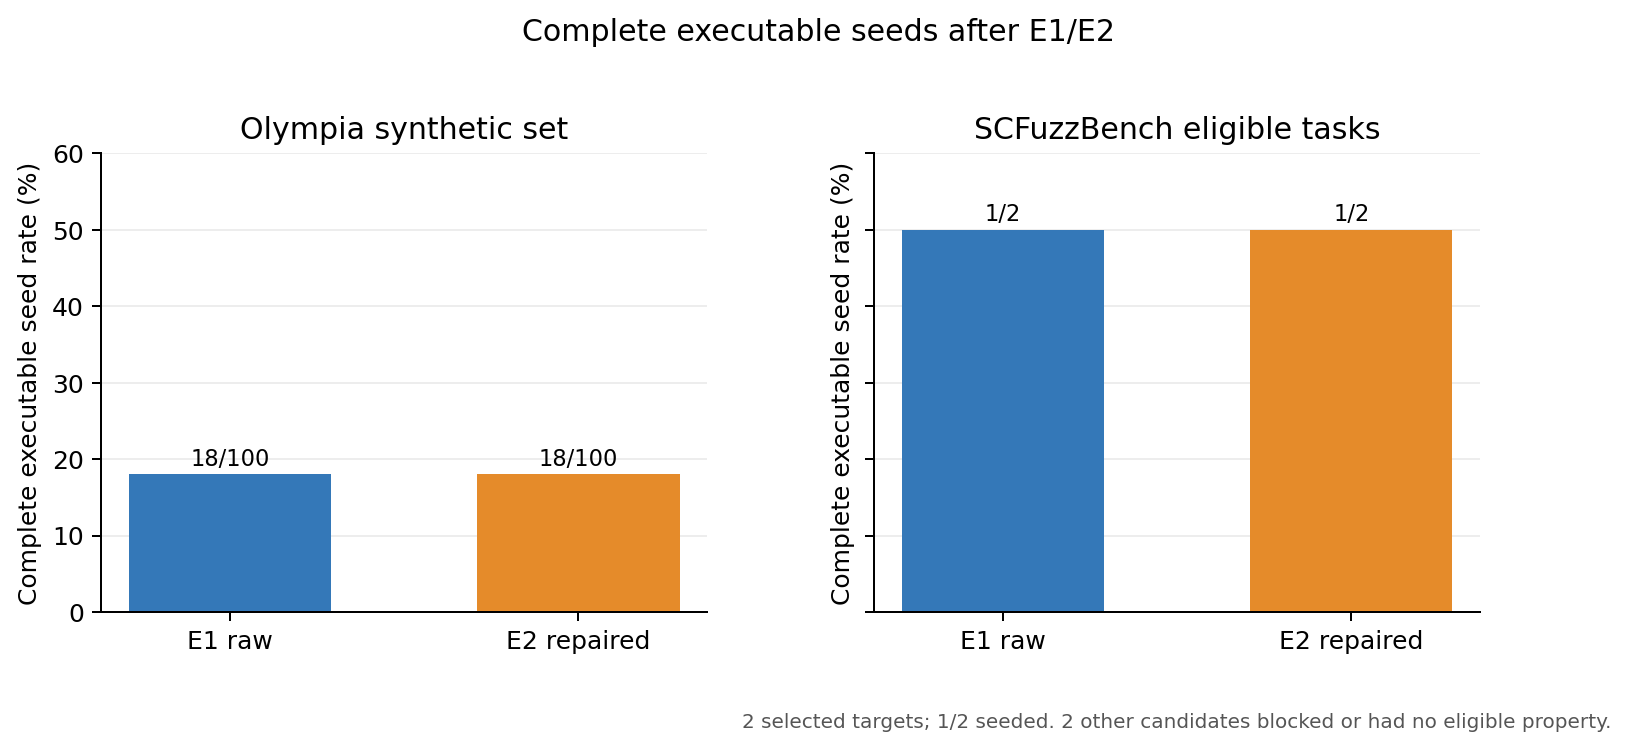 Complete executable seeds after E1/E2
Olympia synthetic set
Complete executable seed rate (%)
60
50
40
30
20
10
0
18/100
18/100
E1 raw
E2 repaired
SCFuzzBench eligible tasks
Complete executable seed rate (%)
1/2
1/2
E1 raw
E2 repaired
2 selected targets; 1/2 seeded. 2 other candidates blocked or had no eligible property.